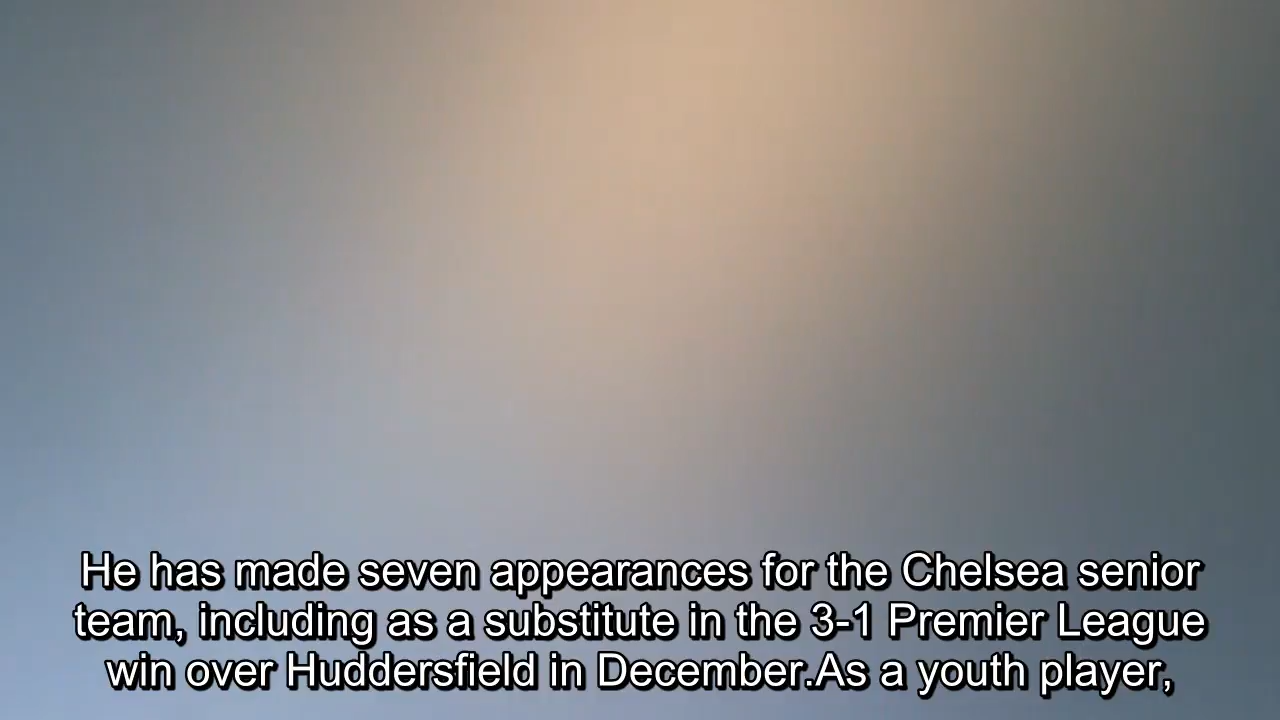 He has made seven appearances for the Chelsea senior
team, including as a substitute in the 3-1 Premier League
win over Huddersfield in December.As a youth player,